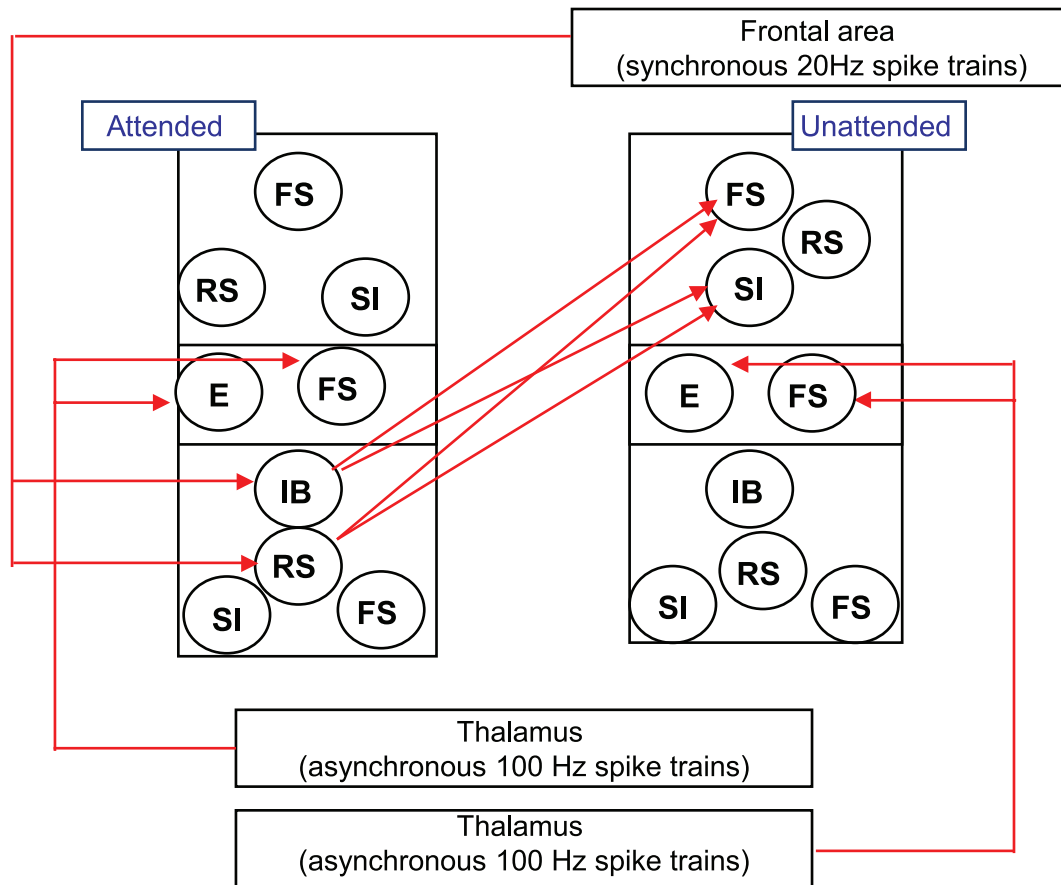 Frontal area
(synchronous 20Hz spike trains)
Attended
Unattended
FS
RS
SI
E
FS
IB
RS
SI
FS
FS
RS
SI
E
FS
IB
RS
SI
FS
Thalamus
(asynchronous 100 Hz spike trains)
Thalamus
(asynchronous 100 Hz spike trains)